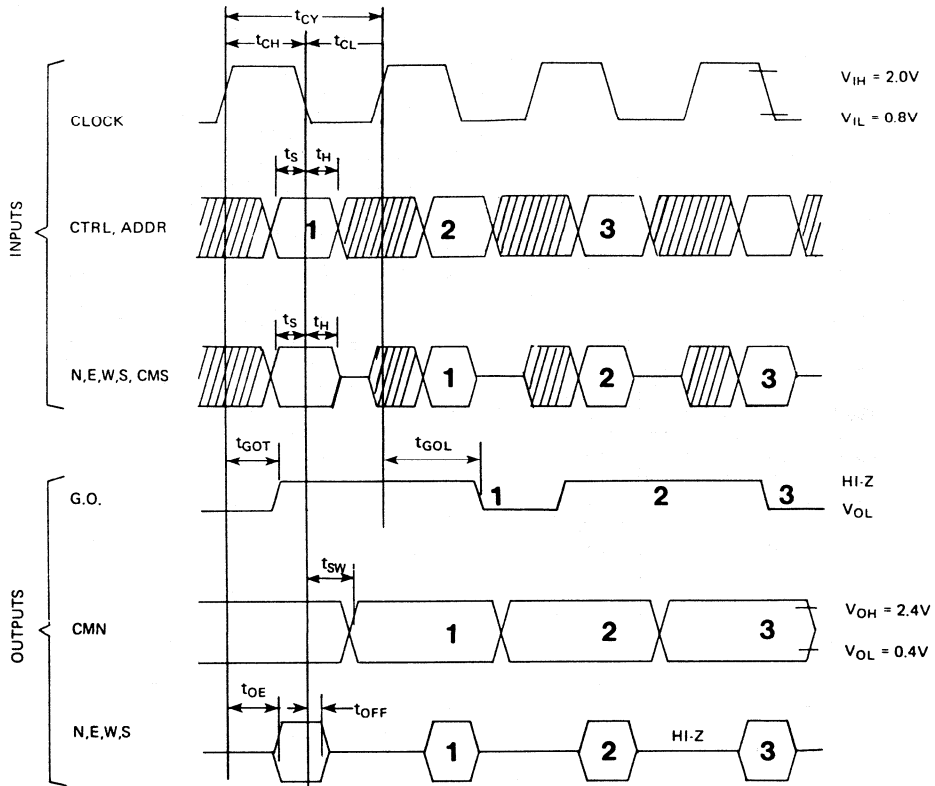 tCY
tCH tCL
VIH = 2.0V
CLOCK
VIL = 0.8V
tS tH
INPUTS
CTRL, ADDR 1 2 3
tS tH
N,E,W,S, CMS 1 2 3
tGOT tGOL
HI-Z
G.O. 1 2 3
VOL
tSW
OUTPUTS
VOH = 2.4V
CMN 1 2 3
VOL = 0.4V
tOE tOFF
N,E,W,S 1 2 HI-Z 3